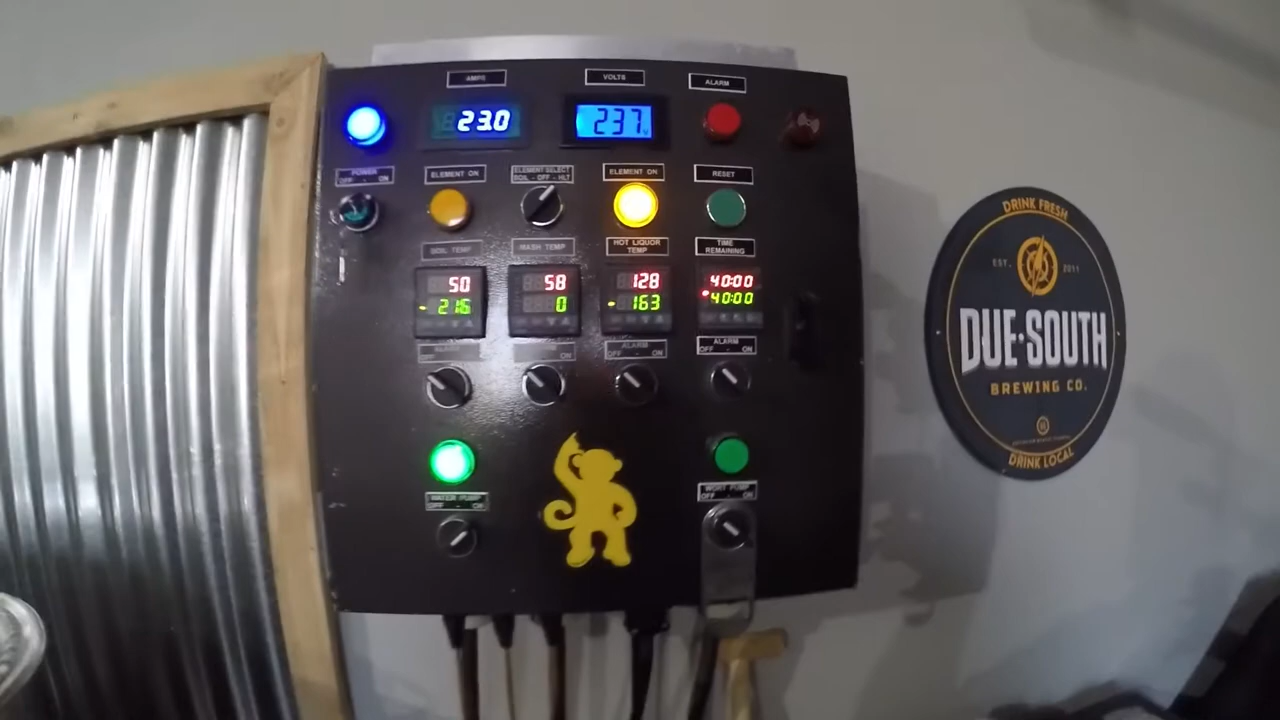 AMPS
VOLTS
ALARM
23.0
237
POWER
OFF - ON
ELEMENT ON
ELEMENT SELECT
BOIL - OFF - HLT
ELEMENT ON
RESET
BOIL TEMP
MASH TEMP
HOT LIQUOR
TEMP
TIME
REMAINING
50
216
58
0
128
163
40:00
40:00
OFF
ON
ALARM
OFF - ON
ALARM
OFF - ON
WATER PUMP
OFF - ON
WORT PUMP
OFF - ON
DRINK FRESH
EST. 2011
DUE·SOUTH
BREWING CO.
DRINK LOCAL